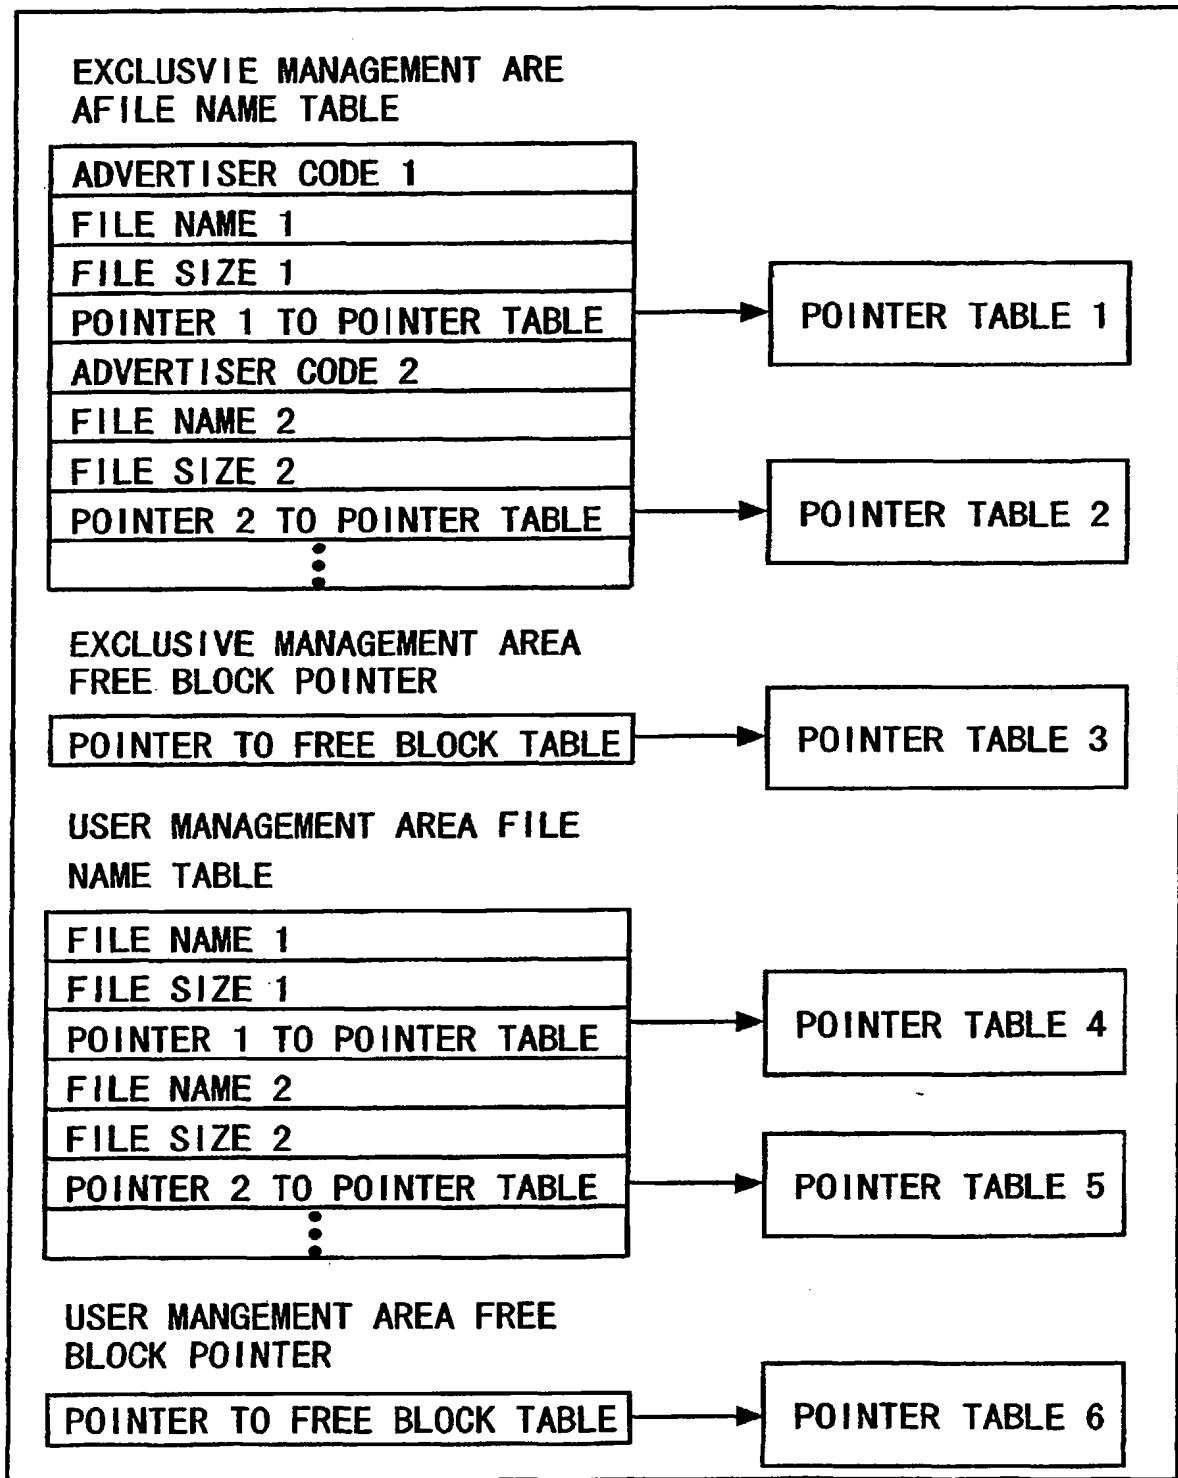 EXCLUSVIE MANAGEMENT ARE
AFILE NAME TABLE
ADVERTISER CODE 1
FILE NAME 1
FILE SIZE 1
POINTER 1 TO POINTER TABLE
POINTER TABLE 1
ADVERTISER CODE 2
FILE NAME 2
FILE SIZE 2
POINTER 2 TO POINTER TABLE
POINTER TABLE 2
EXCLUSIVE MANAGEMENT AREA
FREE BLOCK POINTER
POINTER TO FREE BLOCK TABLE
POINTER TABLE 3
USER MANAGEMENT AREA FILE
NAME TABLE
FILE NAME 1
FILE SIZE 1
POINTER 1 TO POINTER TABLE
POINTER TABLE 4
FILE NAME 2
FILE SIZE 2
POINTER 2 TO POINTER TABLE
POINTER TABLE 5
USER MANGEMENT AREA FREE
BLOCK POINTER
POINTER TO FREE BLOCK TABLE
POINTER TABLE 6